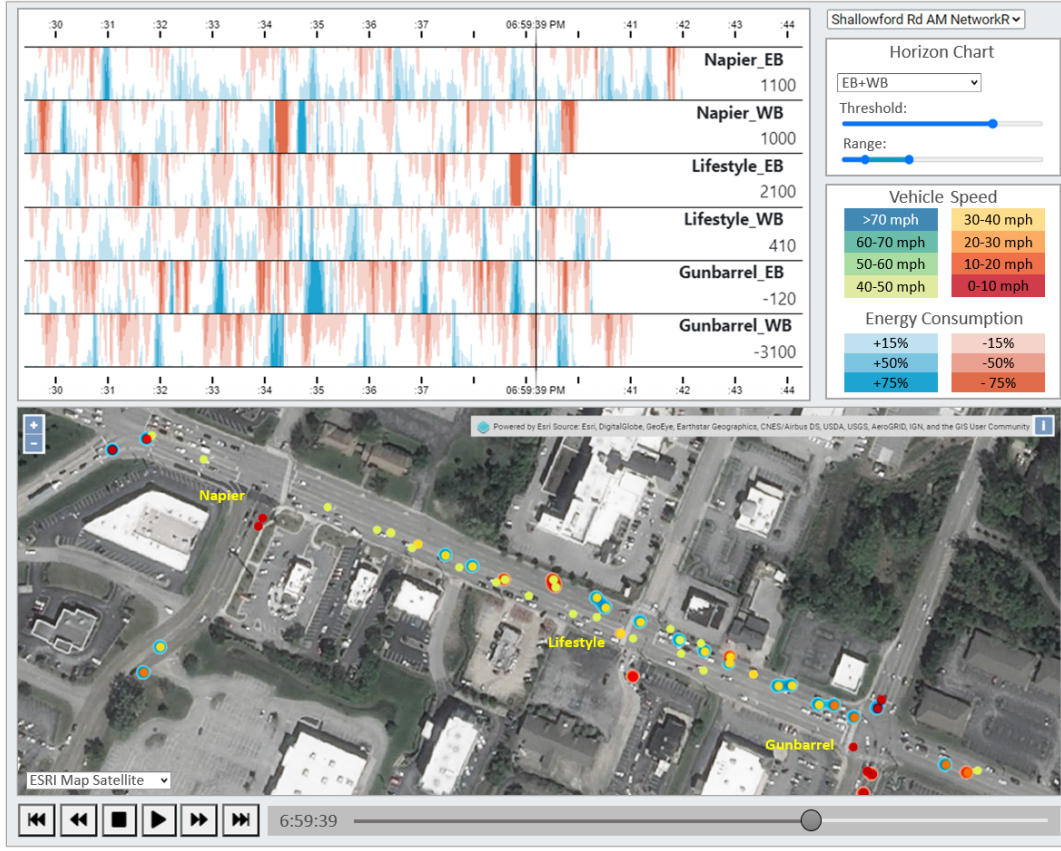 :30 :31 :32 :33 :34 :35 :36 :37 06:59:39 PM :41 :43 :44
Shallowford Rd AM NetworkR
Horizon Chart
EB+WB
Threshold:
Range:
Napier_EB
1100
Napier_WB
1000
Lifestyle_EB
2100
Lifestyle_WB
410
Gunbarrel_EB
-120
Gunbarrel_WB
-3100
:30 :31 :32 :33 :34 :35 :36 :37 06:59:39 PM :41 :43 :44
Vehicle Speed
>70 mph 30-40 mph
60-70 mph 20-30 mph
50-60 mph 10-20 mph
40-50 mph 0-10 mph
Energy Consumption
+15% -15%
+50% -50%
+75% - 75%
+
−
Powered by Esri Source: Esri, DigitalGlobe, GeoEye, Earthstar Geographics, CNES/Airbus DS, USDA, USGS, AeroGRID, IGN, and the GIS User Community
i
Napier
Lifestyle
Gunbarrel
ESRI Map Satellite
6:59:39